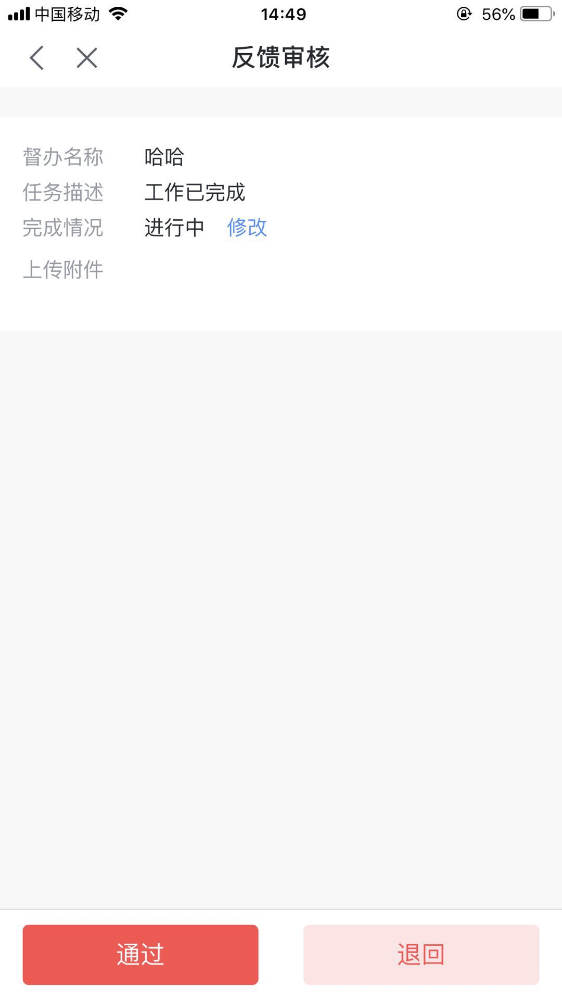 中国移动 14:49 56%
反馈审核
督办名称 哈哈
任务描述 工作已完成
完成情况 进行中 修改
上传附件
通过 退回